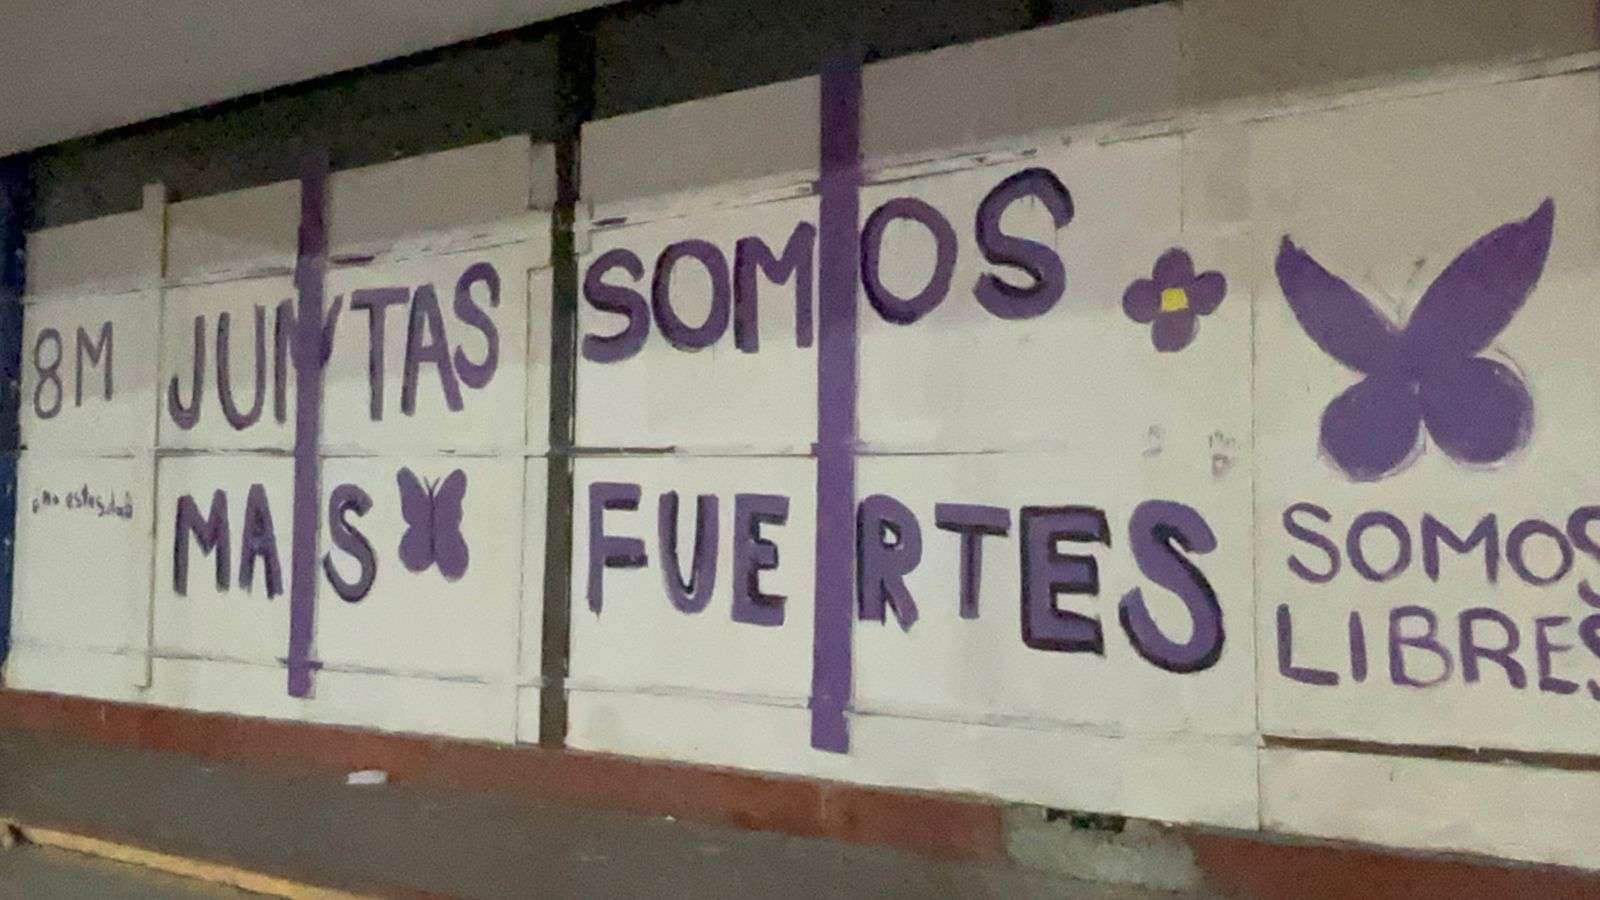 8M
JUNTAS SOMOS
MAS FUERTES
SOMOS
LIBRES